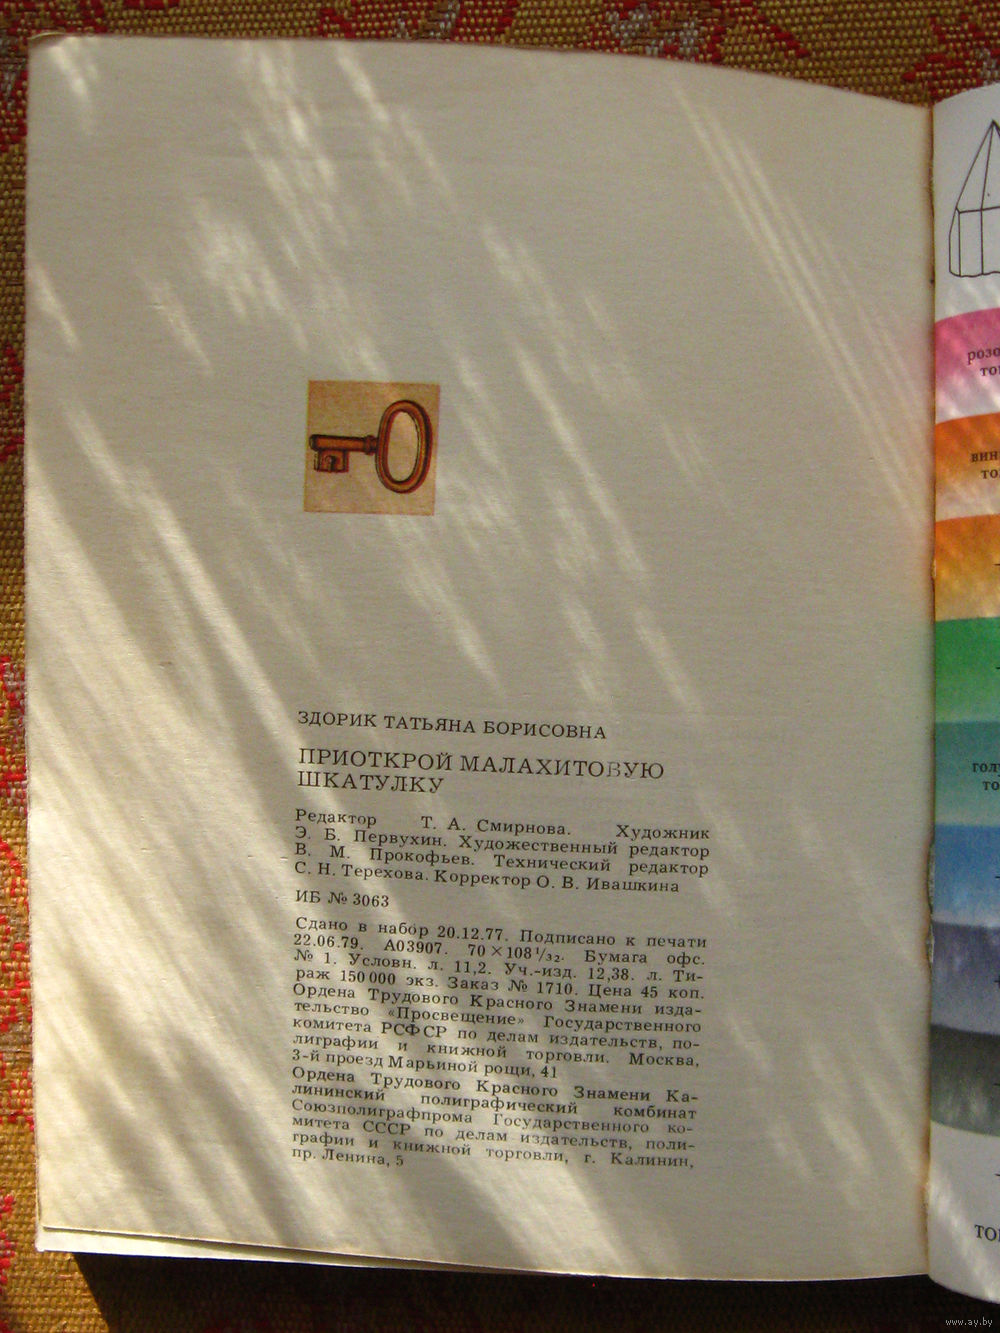 ЗДОРИК ТАТЬЯНА БОРИСОВНА
ПРИОТКРОЙ МАЛАХИТОВУЮ
ШКАТУЛКУ
Редактор Т. А. Смирнова. Художник
Э. Б. Первухин. Художественный редактор
В. М. Прокофьев. Технический редактор
С. Н. Терехова. Корректор О. В. Ивашкина
ИБ № 3063
Сдано в набор 20.12.77. Подписано к печати
22.06.79. А03907. 70×108 1/32. Бумага офс.
№ 1. Условн. л. 11,2. Уч.-изд. 12,38. л. Ти-
раж 150 000 экз. Заказ № 1710. Цена 45 коп.
Ордена Трудового Красного Знамени изда-
тельство «Просвещение» Государственного
комитета РСФСР по делам издательств, по-
лиграфии и книжной торговли. Москва,
3-й проезд Марьиной рощи, 41
Ордена Трудового Красного Знамени Ка-
лининский полиграфический комбинат
Союзполиграфпрома Государственного ко-
митета СССР по делам издательств, поли-
графии и книжной торговли, г. Калинин,
пр. Ленина, 5
www.ay.by